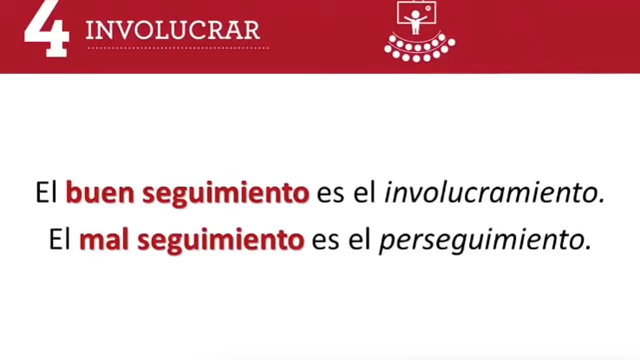 4 INVOLUCRAR
El buen seguimiento es el involucramiento.
El mal seguimiento es el perseguimiento.